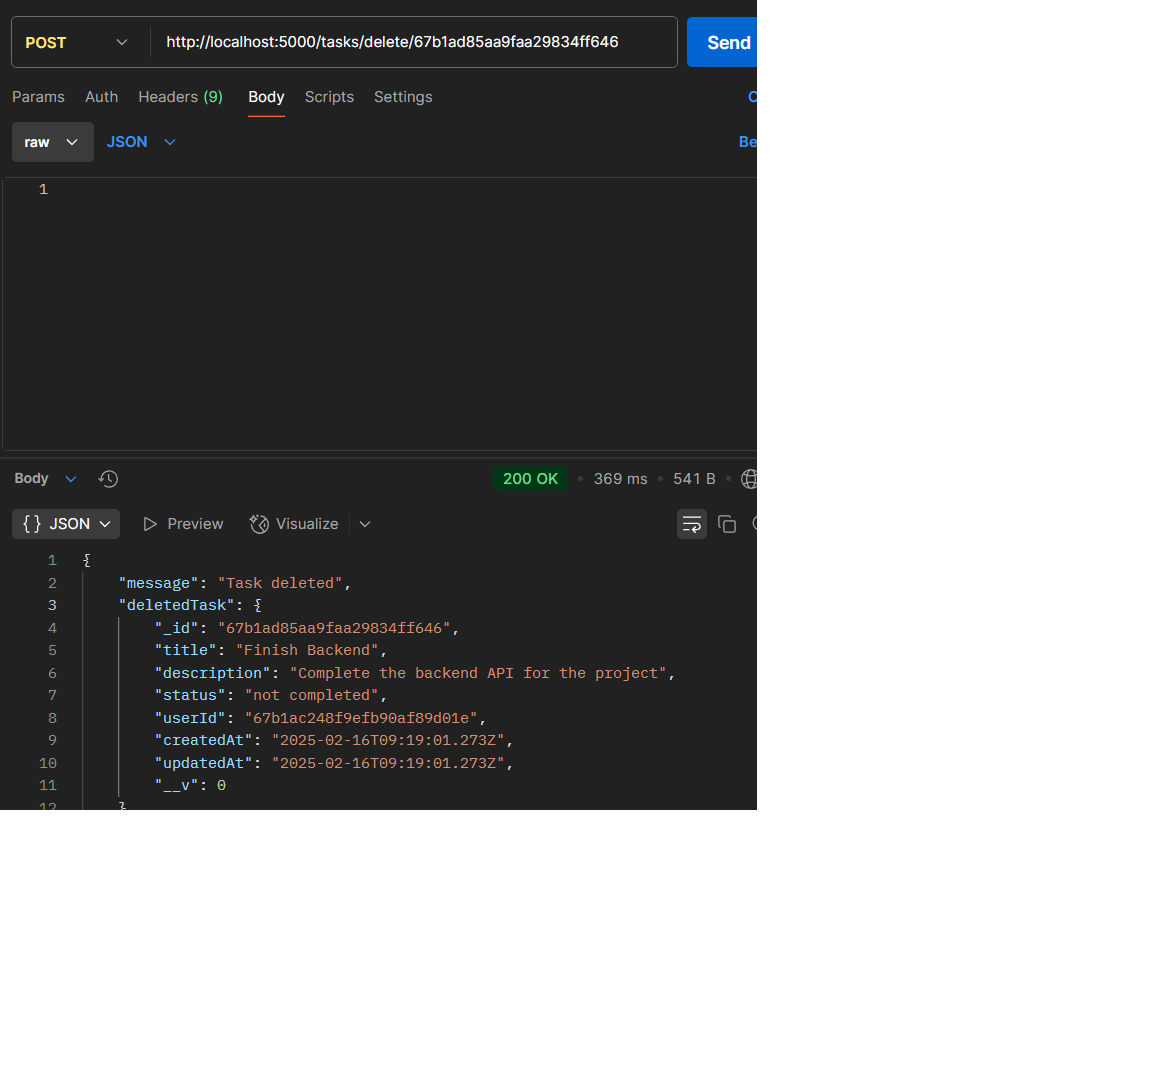 POST http://localhost:5000/tasks/delete/67b1ad85aa9faa29834ff646 Send
Params Auth Headers (9) Body Scripts Settings
raw JSON Be
1
Body 200 OK • 369 ms • 541 B •
{} JSON Preview Visualize
1 {
2 "message": "Task deleted",
3 "deletedTask": {
4 "_id": "67b1ad85aa9faa29834ff646",
5 "title": "Finish Backend",
6 "description": "Complete the backend API for the project",
7 "status": "not completed",
8 "userId": "67b1ac248f9efb90af89d01e",
9 "createdAt": "2025-02-16T09:19:01.273Z",
10 "updatedAt": "2025-02-16T09:19:01.273Z",
11 "__v": 0
12 }